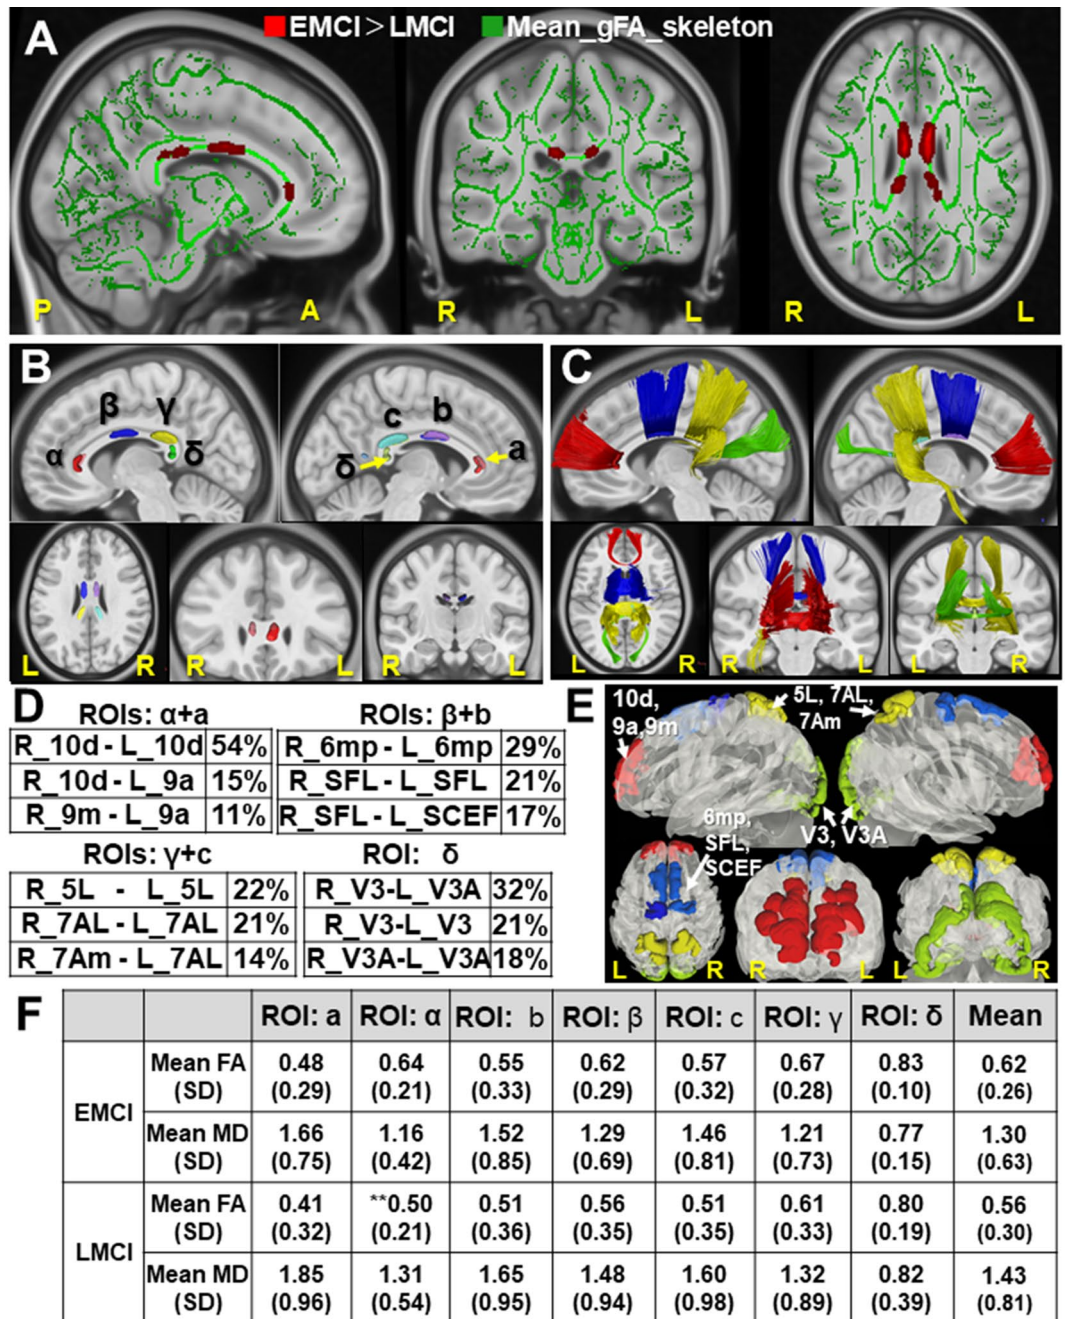 A
EMCI > LMCI Mean_gFA_skeleton
P A R L R L
B
β γ
α δ
c b
δ a
L R R L R L
C
L R R L L R
D
ROIs: α+a
R_10d - L_10d 54%
R_10d - L_9a 15%
R_9m - L_9a 11%
ROIs: β+b
R_6mp - L_6mp 29%
R_SFL - L_SFL 21%
R_SFL - L_SCEF 17%
ROIs: γ+c
R_5L - L_5L 22%
R_7AL - L_7AL 21%
R_7Am - L_7AL 14%
ROI: δ
R_V3-L_V3A 32%
R_V3-L_V3 21%
R_V3A-L_V3A 18%
E
10d,
9a,9m
5L, 7AL,
7Am
V3, V3A
6mp,
SFL,
SCEF
L R R L L R
F
ROI: a ROI: α ROI: b ROI: β ROI: c ROI: γ ROI: δ Mean
EMCI
Mean FA 0.48 0.64 0.55 0.62 0.57 0.67 0.83 0.62
(SD) (0.29) (0.21) (0.33) (0.29) (0.32) (0.28) (0.10) (0.26)
Mean MD 1.66 1.16 1.52 1.29 1.46 1.21 0.77 1.30
(SD) (0.75) (0.42) (0.85) (0.69) (0.81) (0.73) (0.15) (0.63)
LMCI
Mean FA 0.41 **0.50 0.51 0.56 0.51 0.61 0.80 0.56
(SD) (0.32) (0.21) (0.36) (0.35) (0.35) (0.33) (0.19) (0.30)
Mean MD 1.85 1.31 1.65 1.48 1.60 1.32 0.82 1.43
(SD) (0.96) (0.54) (0.95) (0.94) (0.98) (0.89) (0.39) (0.81)